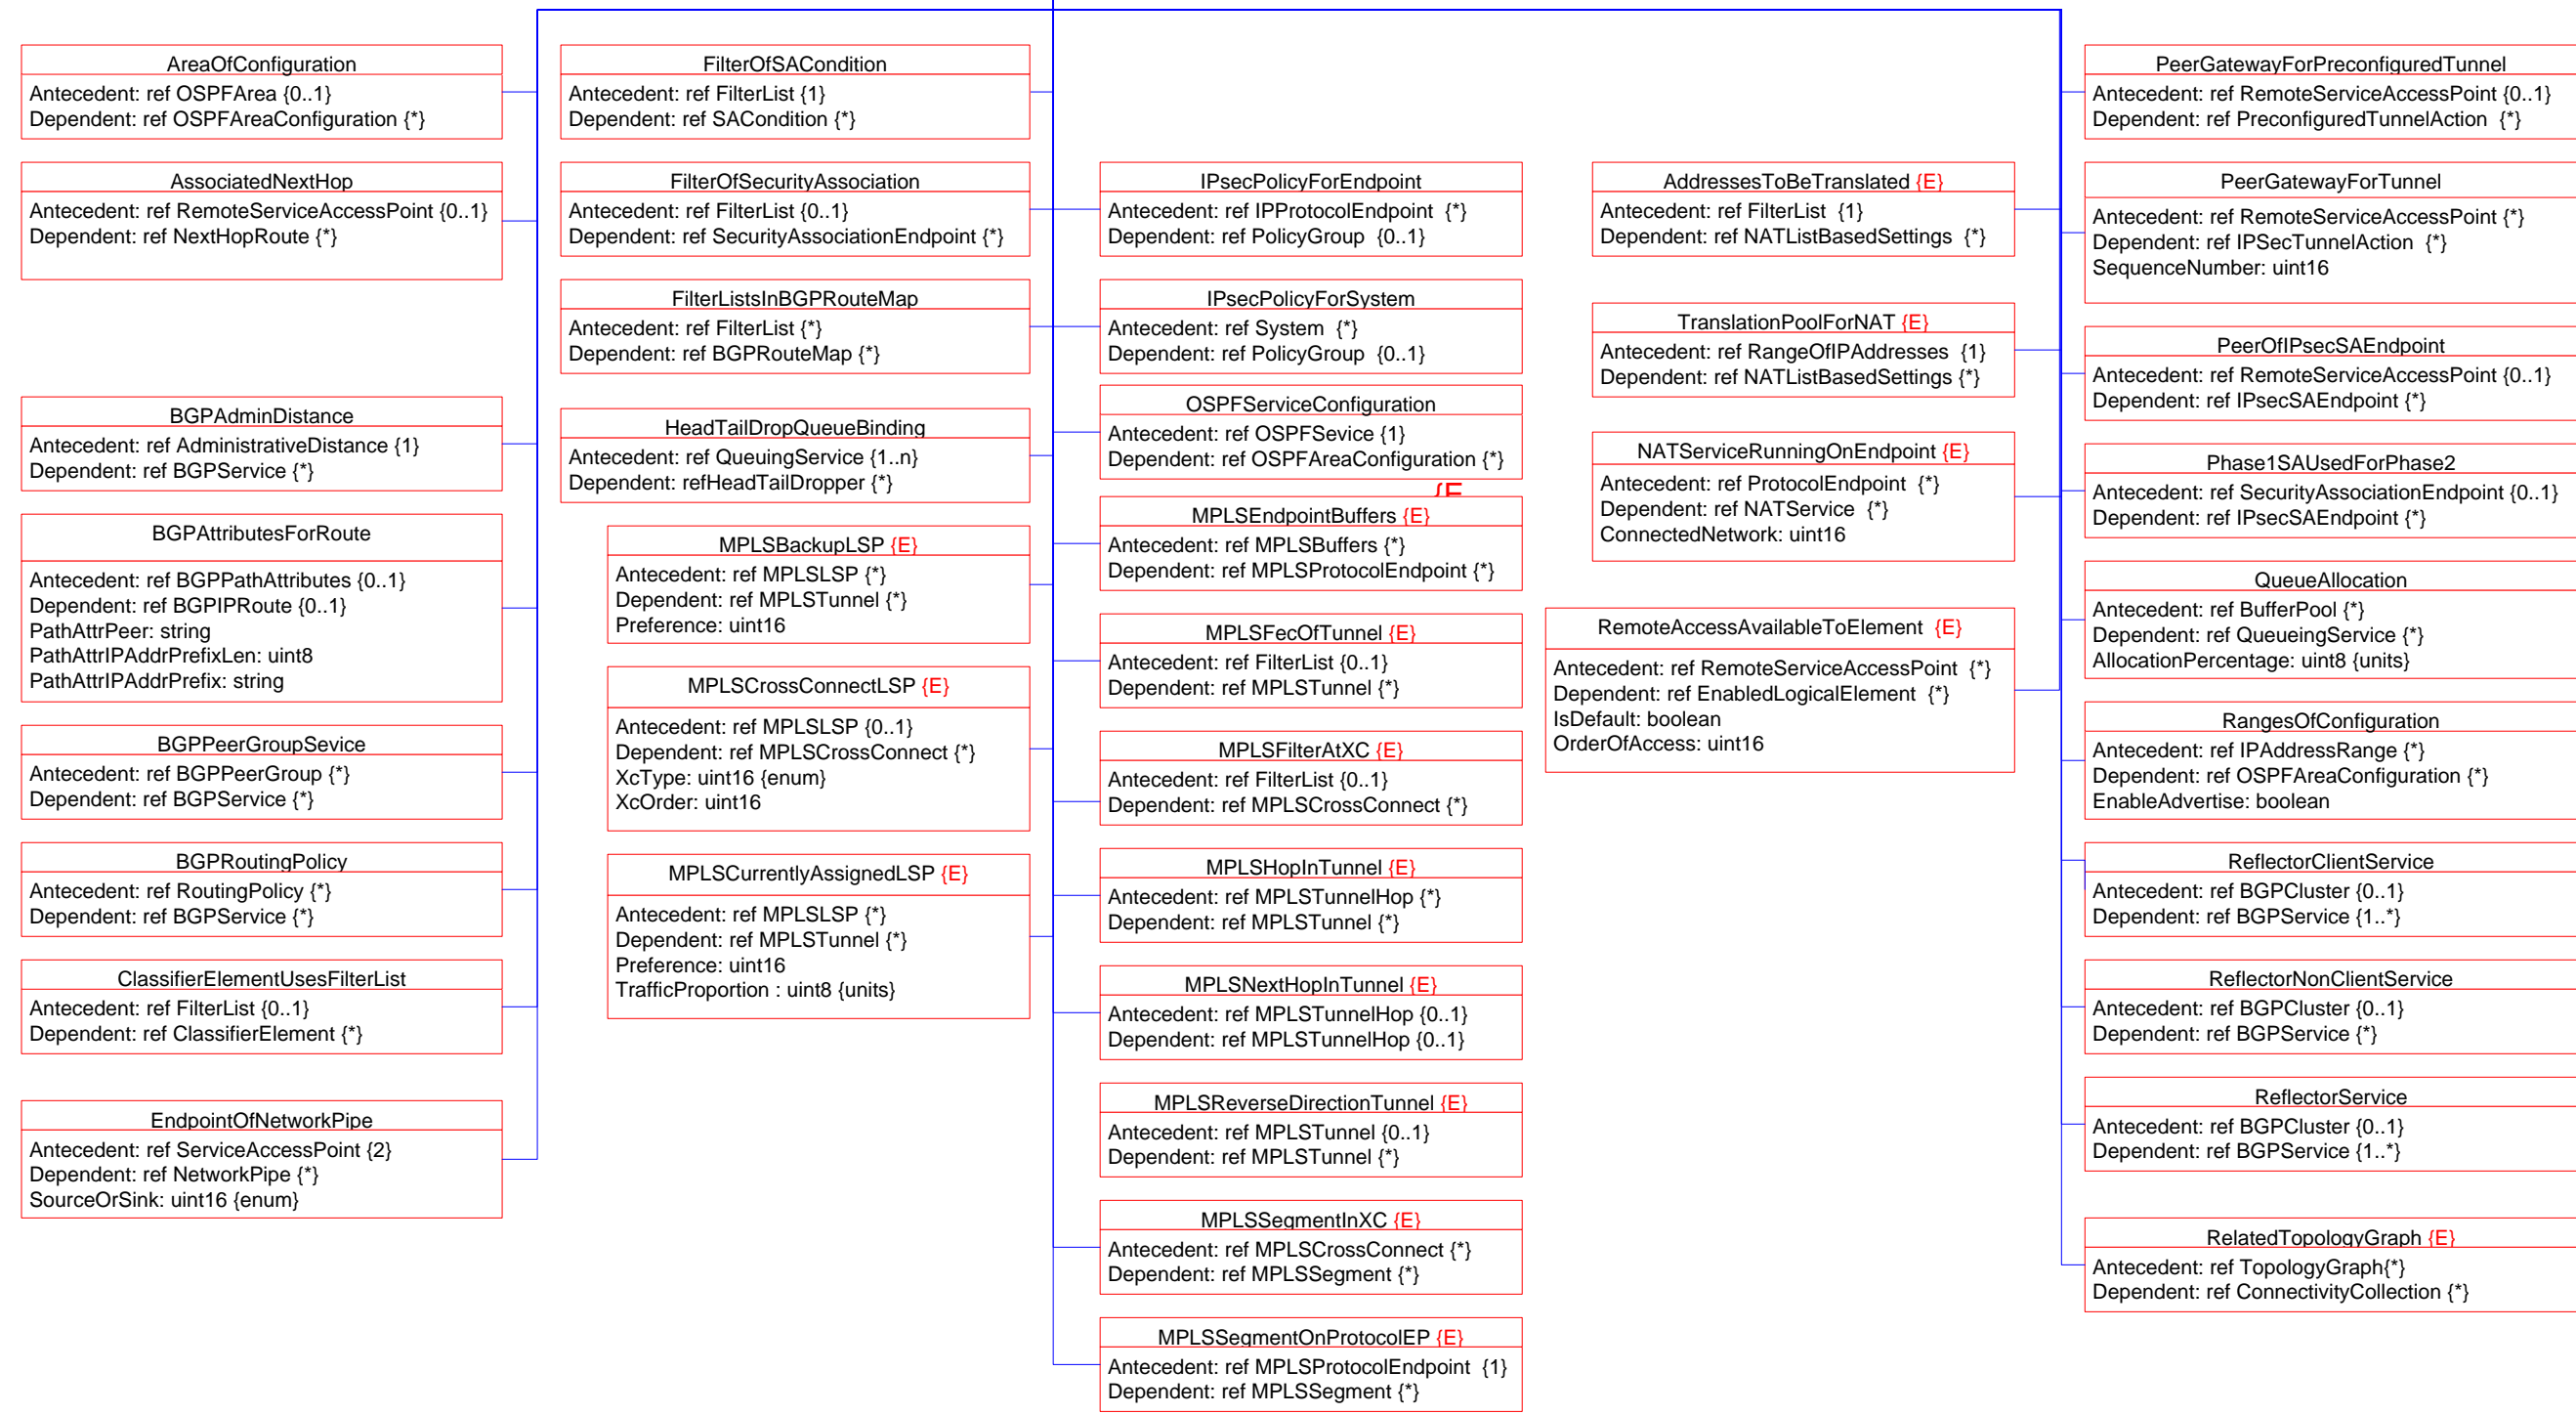 AreaOfConfiguration
Antecedent: ref OSPFArea {0..1}
Dependent: ref OSPFAreaConfiguration {*}
AssociatedNextHop
Antecedent: ref RemoteServiceAccessPoint {0..1}
Dependent: ref NextHopRoute {*}
BGPAdminDistance
Antecedent: ref AdministrativeDistance {1}
Dependent: ref BGPService {*}
BGPAttributesForRoute
Antecedent: ref BGPPathAttributes {0..1}
Dependent: ref BGPIPRoute {0..1}
PathAttrPeer: string
PathAttrIPAddrPrefixLen: uint8
PathAttrIPAddrPrefix: string
BGPPeerGroupSevice
Antecedent: ref BGPPeerGroup {*}
Dependent: ref BGPService {*}
BGPRoutingPolicy
Antecedent: ref RoutingPolicy {*}
Dependent: ref BGPService {*}
ClassifierElementUsesFilterList
Antecedent: ref FilterList {0..1}
Dependent: ref ClassifierElement {*}
EndpointOfNetworkPipe
Antecedent: ref ServiceAccessPoint {2}
Dependent: ref NetworkPipe {*}
SourceOrSink: uint16 {enum}
FilterOfSACondition
Antecedent: ref FilterList {1}
Dependent: ref SACondition {*}
FilterOfSecurityAssociation
Antecedent: ref FilterList {0..1}
Dependent: ref SecurityAssociationEndpoint {*}
FilterListsInBGPRouteMap
Antecedent: ref FilterList {*}
Dependent: ref BGPRouteMap {*}
HeadTailDropQueueBinding
Antecedent: ref QueuingService {1..n}
Dependent: refHeadTailDropper {*}
MPLSBackupLSP {E}
Antecedent: ref MPLSLSP {*}
Dependent: ref MPLSTunnel {*}
Preference: uint16
MPLSCrossConnectLSP {E}
Antecedent: ref MPLSLSP {0..1}
Dependent: ref MPLSCrossConnect {*}
XcType: uint16 {enum}
XcOrder: uint16
MPLSCurrentlyAssignedLSP {E}
Antecedent: ref MPLSLSP {*}
Dependent: ref MPLSTunnel {*}
Preference: uint16
TrafficProportion : uint8 {units}
IPsecPolicyForEndpoint
Antecedent: ref IPProtocolEndpoint {*}
Dependent: ref PolicyGroup {0..1}
IPsecPolicyForSystem
Antecedent: ref System {*}
Dependent: ref PolicyGroup {0..1}
OSPFServiceConfiguration
Antecedent: ref OSPFSevice {1}
Dependent: ref OSPFAreaConfiguration {*}
{E
MPLSEndpointBuffers {E}
Antecedent: ref MPLSBuffers {*}
Dependent: ref MPLSProtocolEndpoint {*}
MPLSFecOfTunnel {E}
Antecedent: ref FilterList {0..1}
Dependent: ref MPLSTunnel {*}
MPLSFilterAtXC {E}
Antecedent: ref FilterList {0..1}
Dependent: ref MPLSCrossConnect {*}
MPLSHopInTunnel {E}
Antecedent: ref MPLSTunnelHop {*}
Dependent: ref MPLSTunnel {*}
MPLSNextHopInTunnel {E}
Antecedent: ref MPLSTunnelHop {0..1}
Dependent: ref MPLSTunnelHop {0..1}
MPLSReverseDirectionTunnel {E}
Antecedent: ref MPLSTunnel {0..1}
Dependent: ref MPLSTunnel {*}
MPLSSegmentInXC {E}
Antecedent: ref MPLSCrossConnect {*}
Dependent: ref MPLSSegment {*}
MPLSSegmentOnProtocolEP {E}
Antecedent: ref MPLSProtocolEndpoint {1}
Dependent: ref MPLSSegment {*}
AddressesToBeTranslated {E}
Antecedent: ref FilterList {1}
Dependent: ref NATListBasedSettings {*}
TranslationPoolForNAT {E}
Antecedent: ref RangeOfIPAddresses {1}
Dependent: ref NATListBasedSettings {*}
NATServiceRunningOnEndpoint {E}
Antecedent: ref ProtocolEndpoint {*}
Dependent: ref NATService {*}
ConnectedNetwork: uint16
RemoteAccessAvailableToElement {E}
Antecedent: ref RemoteServiceAccessPoint {*}
Dependent: ref EnabledLogicalElement {*}
IsDefault: boolean
OrderOfAccess: uint16
PeerGatewayForPreconfiguredTunnel
Antecedent: ref RemoteServiceAccessPoint {0..1}
Dependent: ref PreconfiguredTunnelAction {*}
PeerGatewayForTunnel
Antecedent: ref RemoteServiceAccessPoint {*}
Dependent: ref IPSecTunnelAction {*}
SequenceNumber: uint16
PeerOfIPsecSAEndpoint
Antecedent: ref RemoteServiceAccessPoint {0..1}
Dependent: ref IPsecSAEndpoint {*}
Phase1SAUsedForPhase2
Antecedent: ref SecurityAssociationEndpoint {0..1}
Dependent: ref IPsecSAEndpoint {*}
QueueAllocation
Antecedent: ref BufferPool {*}
Dependent: ref QueueingService {*}
AllocationPercentage: uint8 {units}
RangesOfConfiguration
Antecedent: ref IPAddressRange {*}
Dependent: ref OSPFAreaConfiguration {*}
EnableAdvertise: boolean
ReflectorClientService
Antecedent: ref BGPCluster {0..1}
Dependent: ref BGPService {1..*}
ReflectorNonClientService
Antecedent: ref BGPCluster {0..1}
Dependent: ref BGPService {*}
ReflectorService
Antecedent: ref BGPCluster {0..1}
Dependent: ref BGPService {1..*}
RelatedTopologyGraph {E}
Antecedent: ref TopologyGraph{*}
Dependent: ref ConnectivityCollection {*}